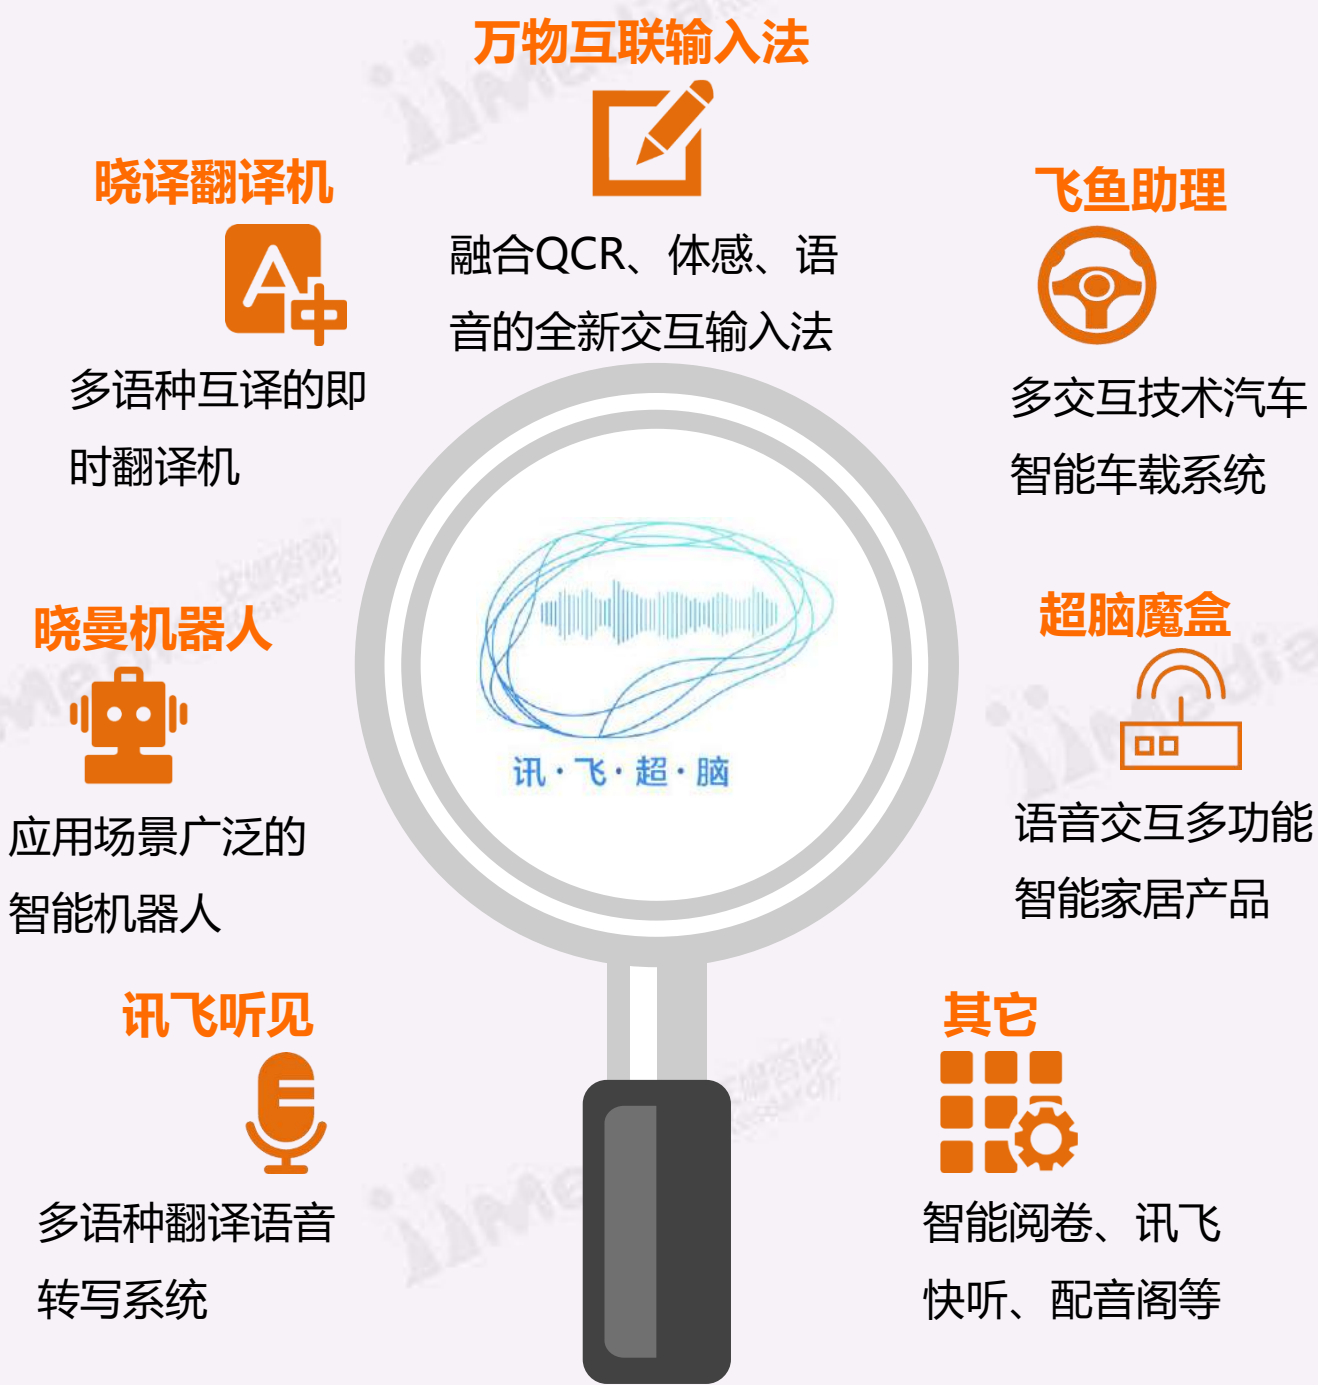 万物互联输入法
融合QCR、体感、语
音的全新交互输入法
晓译翻译机
多语种互译的即
时翻译机
飞鱼助理
多交互技术汽车
智能车载系统
讯·飞·超·脑
晓曼机器人
应用场景广泛的
智能机器人
超脑魔盒
语音交互多功能
智能家居产品
讯飞听见
多语种翻译语音
转写系统
其它
智能阅卷、讯飞
快听、配音阁等